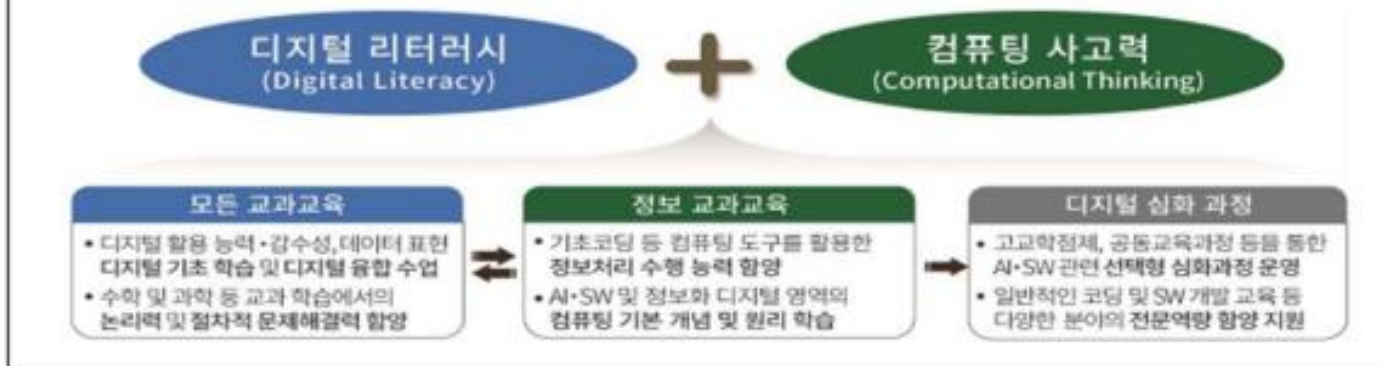 디지털 리터러시
(Digital Literacy)
컴퓨팅 사고력
(Computational Thinking)
모든 교과교육
• 디지털 활용 능력・감수성, 데이터 표현
디지털 기초 학습 및 디지털 융합 수업
• 수학 및 과학 등 교과 학습에서의
논리력 및 절차적 문제해결력 함양
정보 교과교육
• 기초코딩 등 컴퓨팅 도구를 활용한
정보처리 수행 능력 함양
• AI・SW 및 정보화 디지털 영역의
컴퓨팅 기본 개념 및 원리 학습
디지털 심화 과정
• 고교학점제, 공동교육과정 등을 통한
AI・SW 관련 선택형 심화과정 운영
• 일반적인 코딩 및 SW 개발 교육 등
다양한 분야의 전문역량 함양 지원